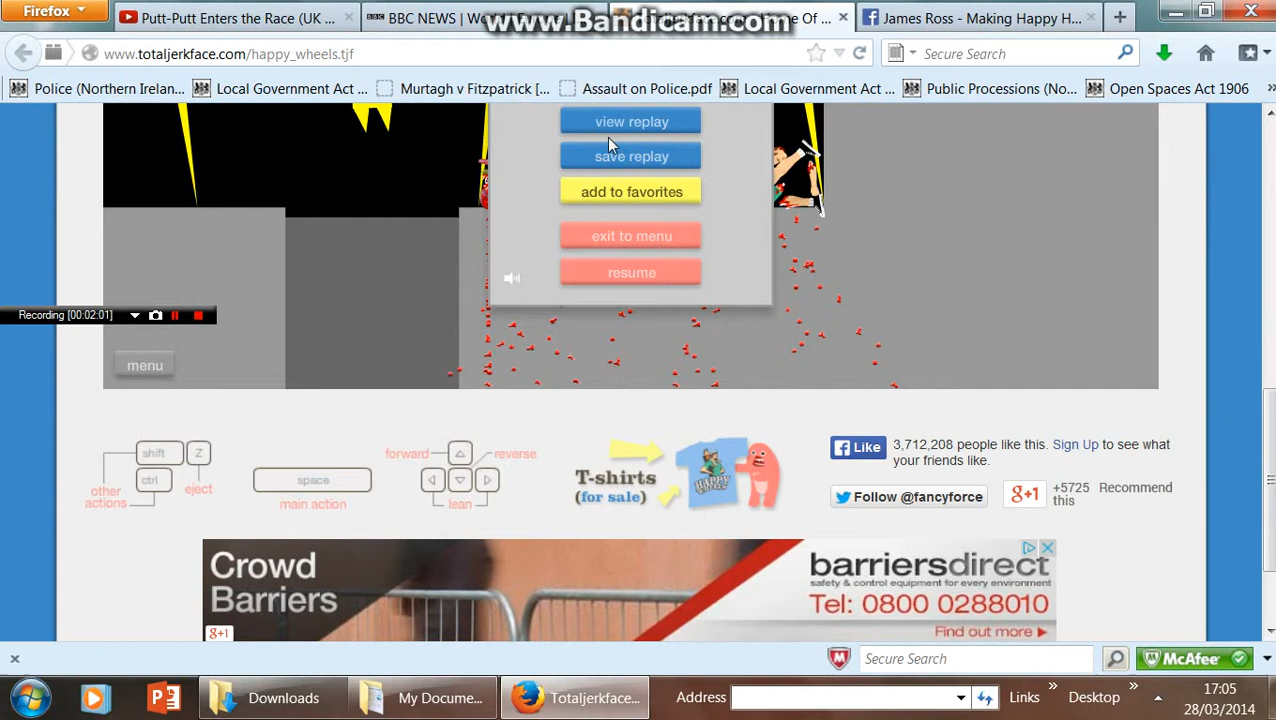 Firefox
Putt-Putt Enters the Race (UK ...
BBC NEWS | World
Of ...
James Ross - Making Happy H...
www.Bandicam.com
www.totaljerkface.com/happy_wheels.tjf
Secure Search
Police (Northern Irelan...
Local Government Act ...
Murtagh v Fitzpatrick [...
Assault on Police.pdf
Local Government Act ...
Public Processions (No...
Open Spaces Act 1906
view replay
save replay
add to favorites
exit to menu
resume
Recording [00:02:01]
menu
shift
Z
ctrl
eject
other
actions
space
main action
forward
reverse
lean
T-shirts
(for sale)
HAPPY
WHEELS
Like
3,712,208 people like this. Sign Up to see what
your friends like.
Follow @fancyforce
g+1
+5725 Recommend
this
Crowd
Barriers
g+1
barriersdirect
safety & control equipment for every environment
Tel: 0800 0288010
Find out more
Secure Search
McAfee
Downloads
My Docume...
Totaljerkface...
Address
Links
Desktop
17:05
28/03/2014